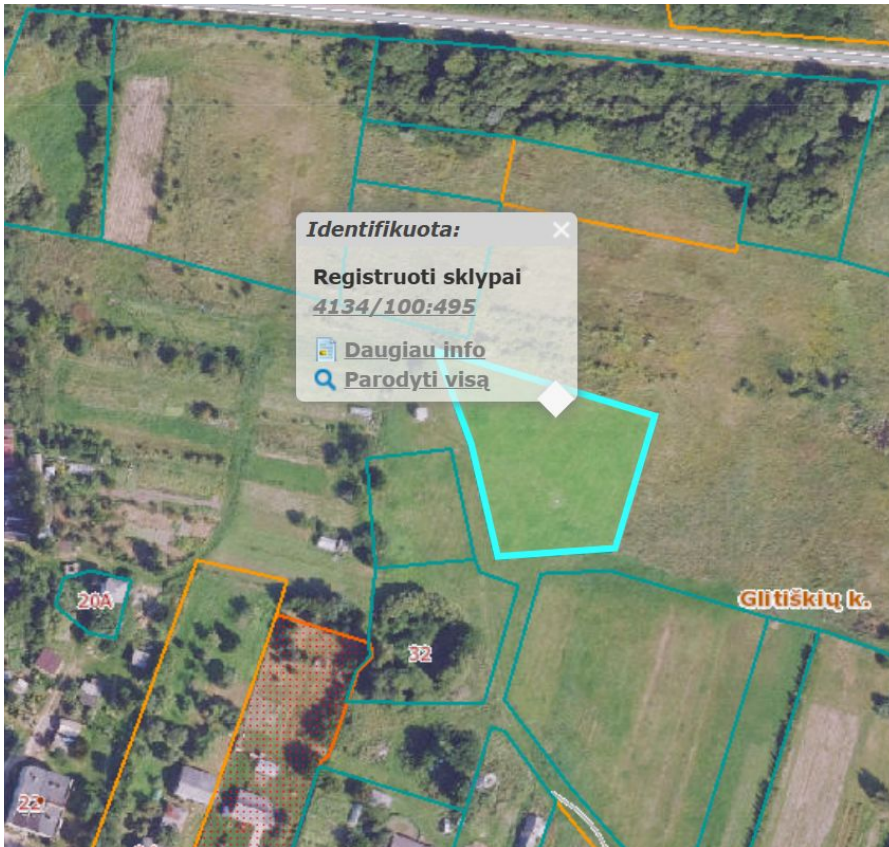 Identifikuota:
Registruoti sklypai
4134/100:495
Daugiau info
Parodyti visą
20A
Glitiškių k.
32
22